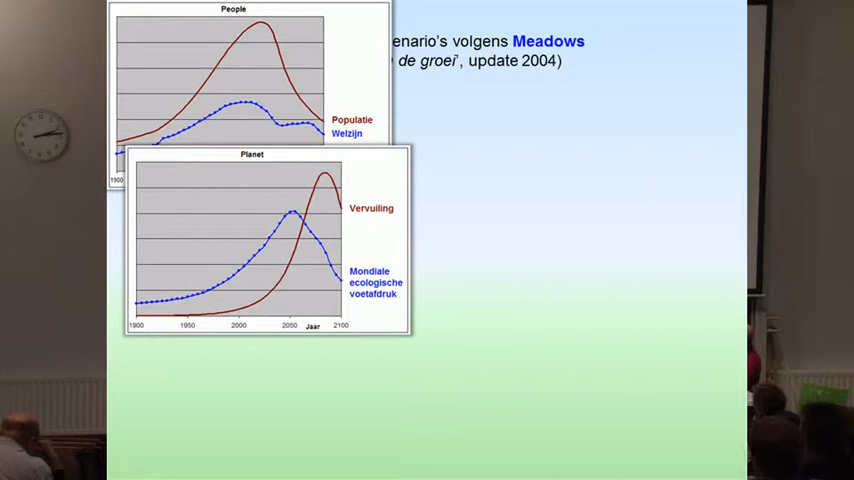 People
enario's volgens Meadows
de groei', update 2004)
Populatie
Welzijn
1900
Planet
Vervuiling
Mondiale
ecologische
voetafdruk
1900 1950 2000 2050 Jaar 2100